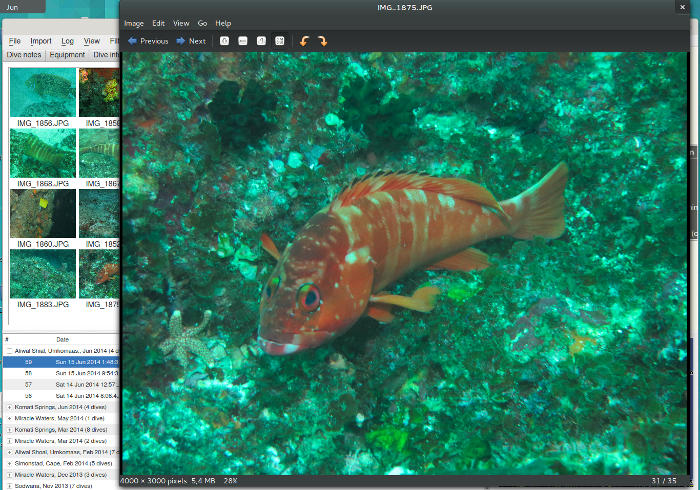 Jun
IMG_1875.JPG
Image Edit View Go Help
Previous Next
File Import Log View Fil
Dive notes Equipment Dive inf
IMG_1856.JPG IMG_185
IMG_1868.JPG IMG_186
IMG_1860.JPG IMG_1852
IMG_1883.JPG IMG_187
# Date
Aliwal Shoal, Umkomaas, Jun 2014 (4 d
59 Sun 15 Jun 2014 1:48:3
58 Sun 15 Jun 2014 9:54:3
57 Sat 14 Jun 2014 12:57:
56 Sat 14 Jun 2014 8:08:4
Komati Springs, Jun 2014 (4 dives)
Miracle Waters, May 2014 (1 dive)
Komati Springs, Mar 2014 (8 dives)
Miracle Waters, Mar 2014 (2 dives)
Aliwal Shoal, Umkomaas, Feb 2014 (7 d
Simonstad, Cape, Feb 2014 (5 dives)
Miracle Waters, Dec 2013 (3 dives)
Sodwana, Nov 2013 (7 dives)
4000 × 3000 pixels 5,4 MB 28% 31 / 35